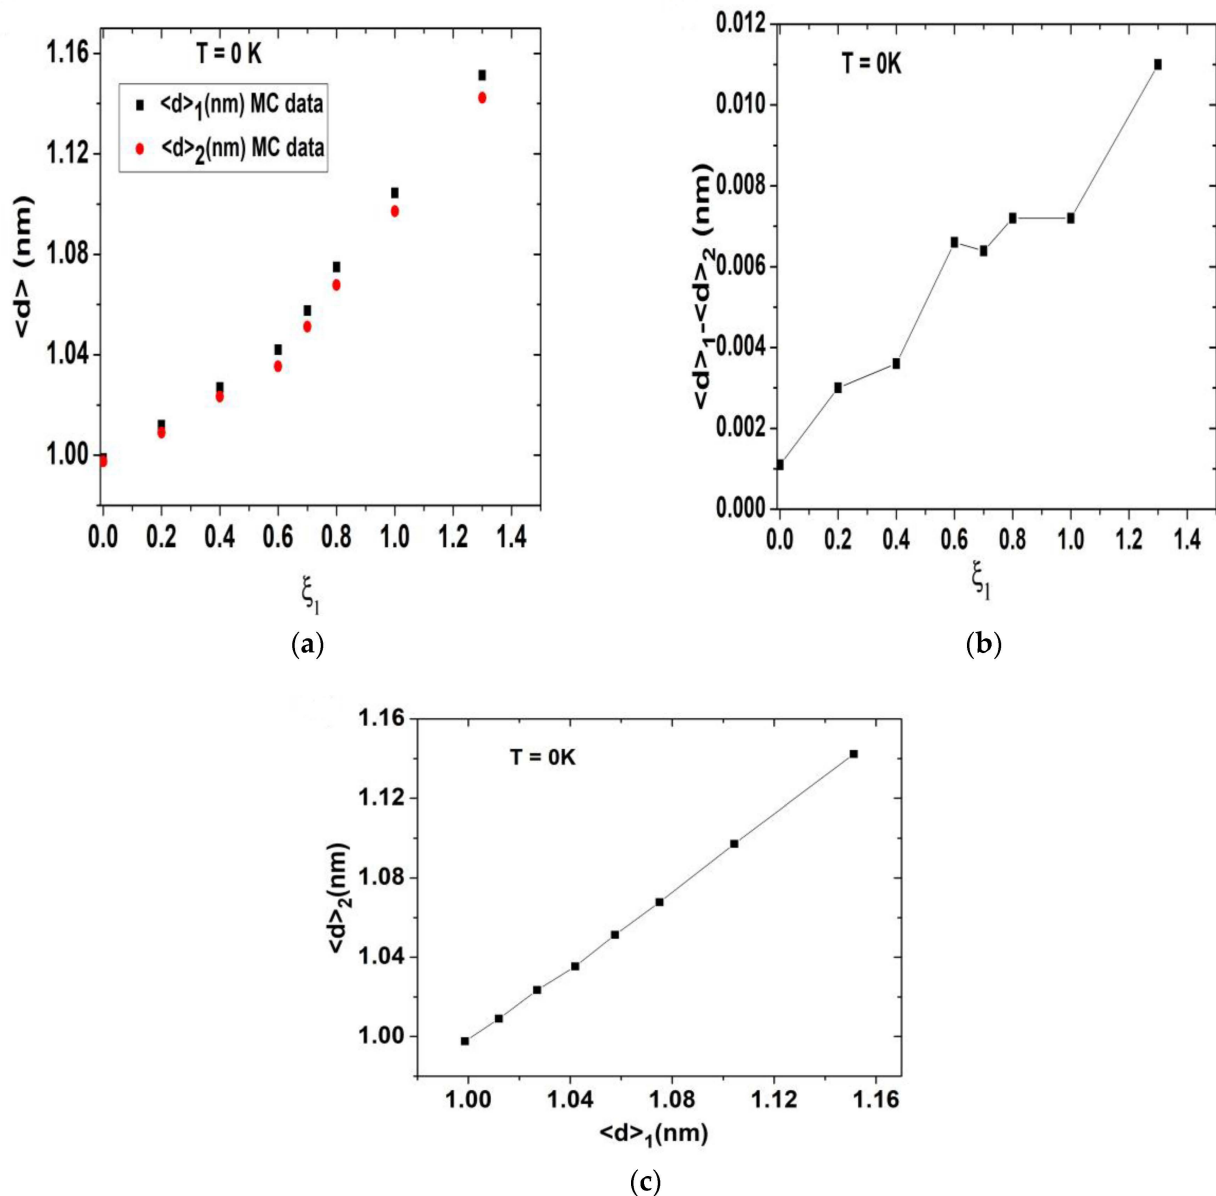 1.16
1.12
1.08
1.04
1.00
<d> (nm)
T = 0 K
<d>1(nm) MC data
<d>2(nm) MC data
0.0 0.2 0.4 0.6 0.8 1.0 1.2 1.4
ξ1
(a)
0.012
0.010
0.008
0.006
0.004
0.002
0.000
<d>1-<d>2 (nm)
T = 0K
0.0 0.2 0.4 0.6 0.8 1.0 1.2 1.4
ξ1
(b)
1.16
1.12
1.08
1.04
1.00
<d>2(nm)
T = 0K
1.00 1.04 1.08 1.12 1.16
<d>1(nm)
(c)